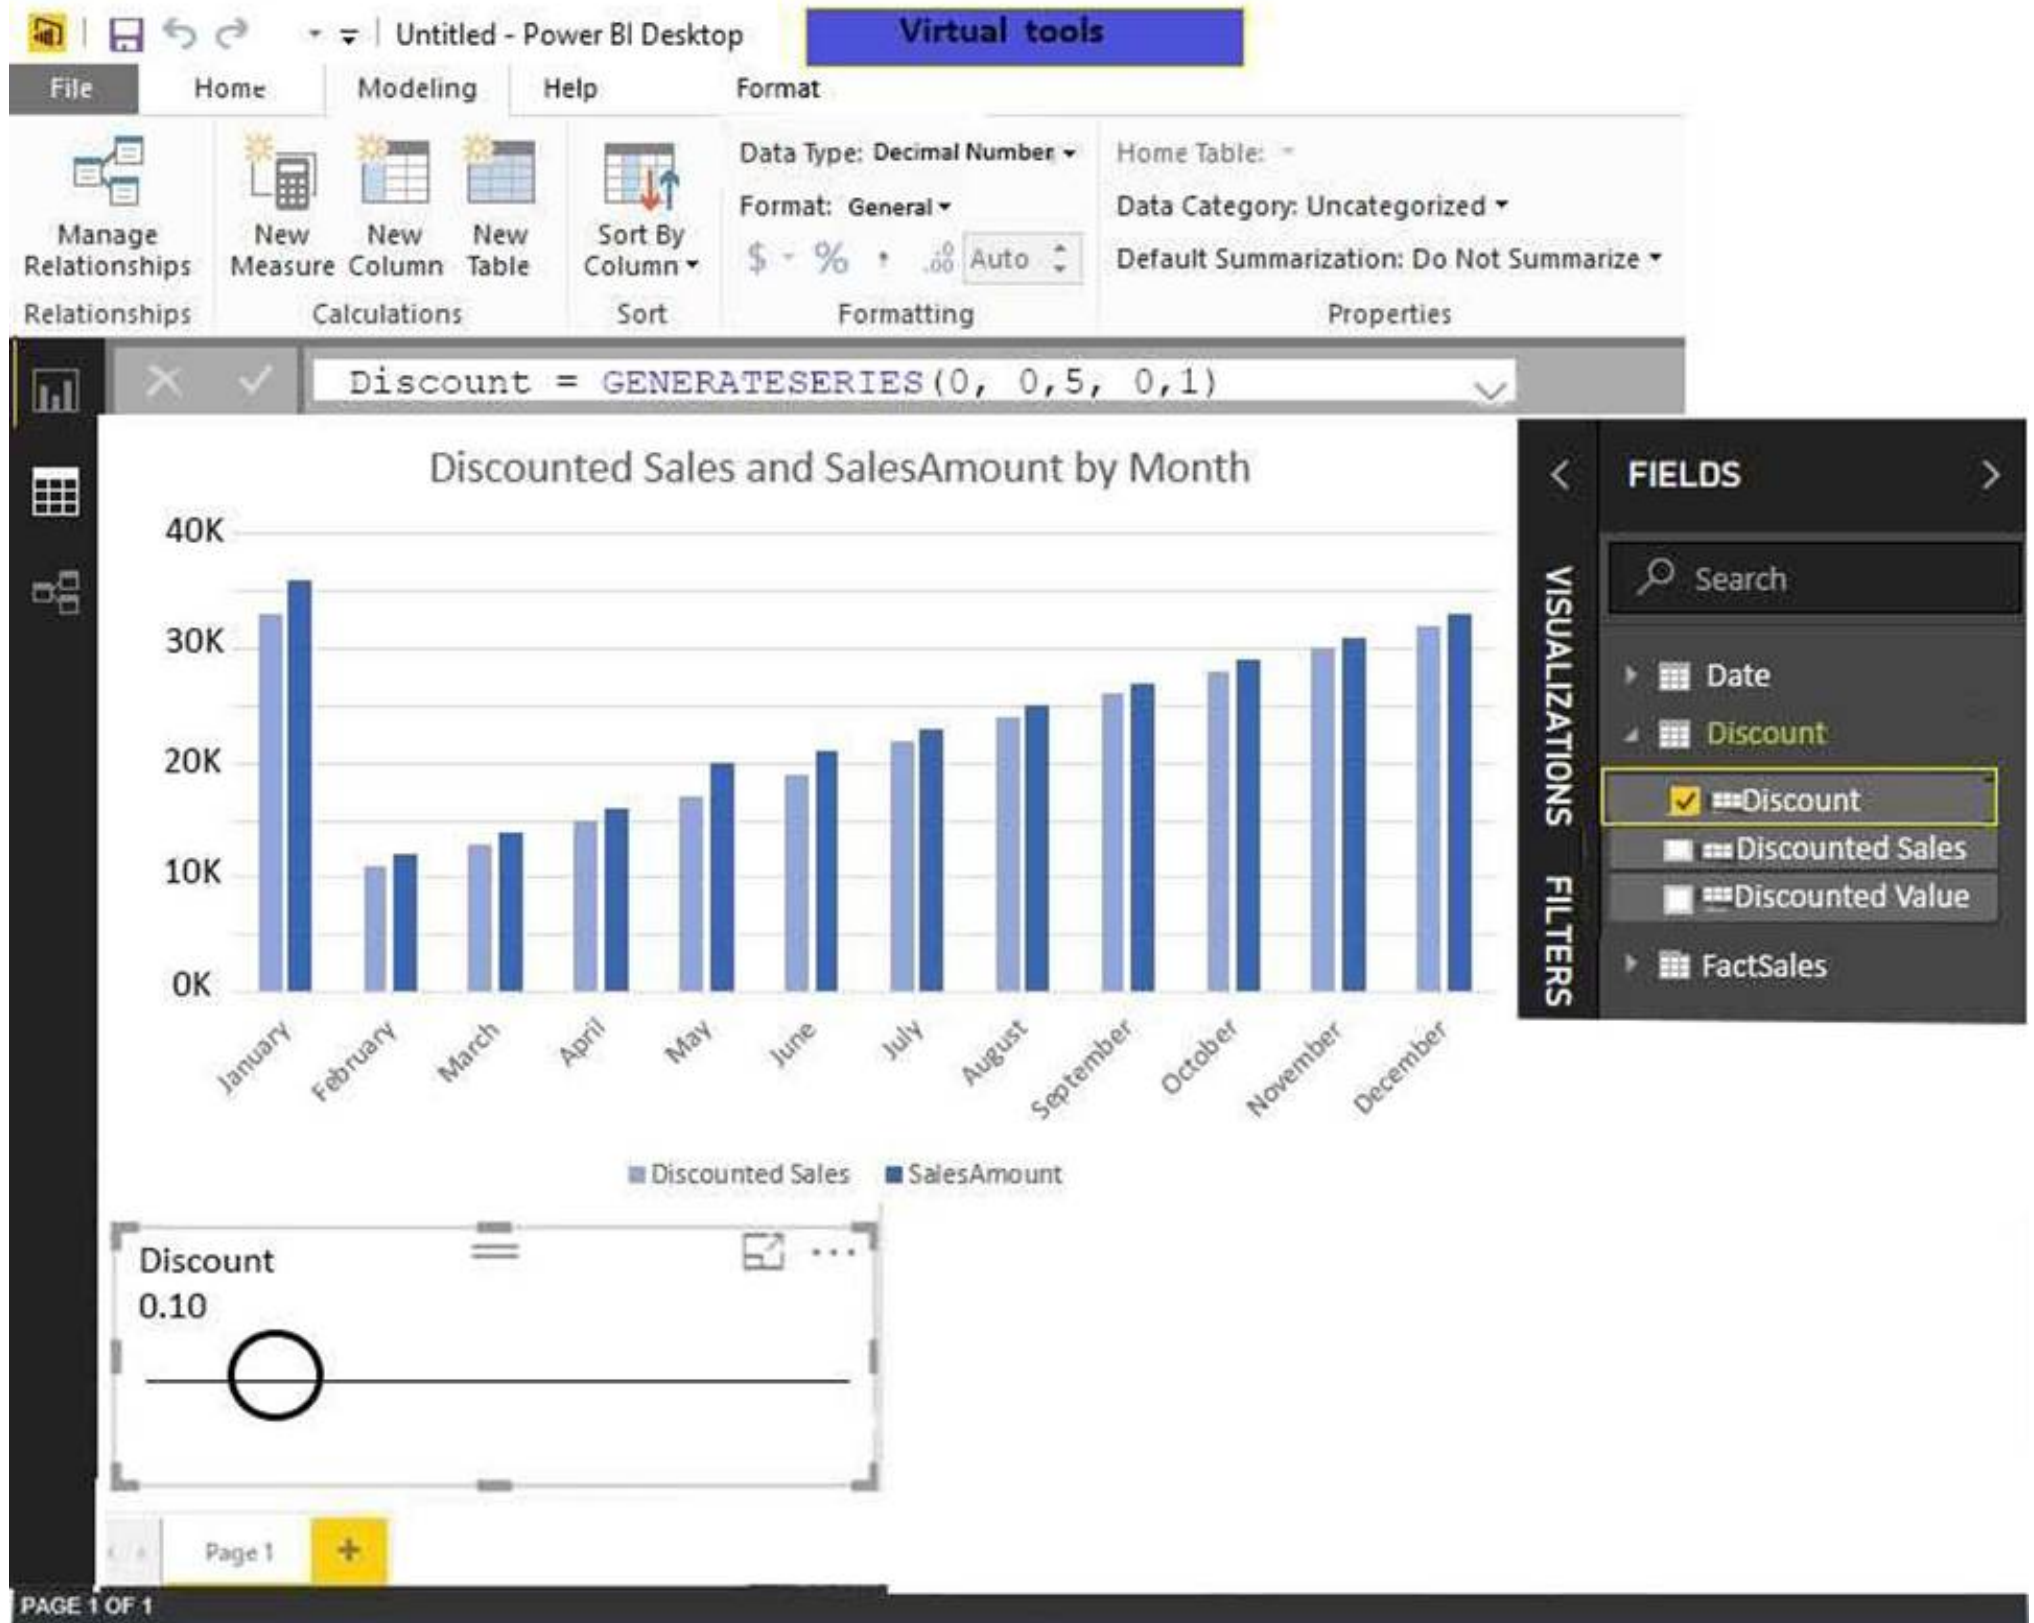 Untitled - Power BI Desktop
Virtual tools
File Home Modeling Help Format
Manage Relationships
New Measure
New Column
New Table
Sort By Column
Data Type: Decimal Number
Format: General
$ % , .00 Auto
Home Table:
Data Category: Uncategorized
Default Summarization: Do Not Summarize
Relationships Calculations Sort Formatting Properties
Discount = GENERATESERIES(0, 0,5, 0,1)
Discounted Sales and SalesAmount by Month
40K
30K
20K
10K
0K
January February March April May June July August September October November December
Discounted Sales SalesAmount
VISUALIZATIONS
FILTERS
FIELDS
Search
Date
Discount
Discount
Discounted Sales
Discounted Value
FactSales
Discount
0.10
Page 1 +
PAGE 1 OF 1